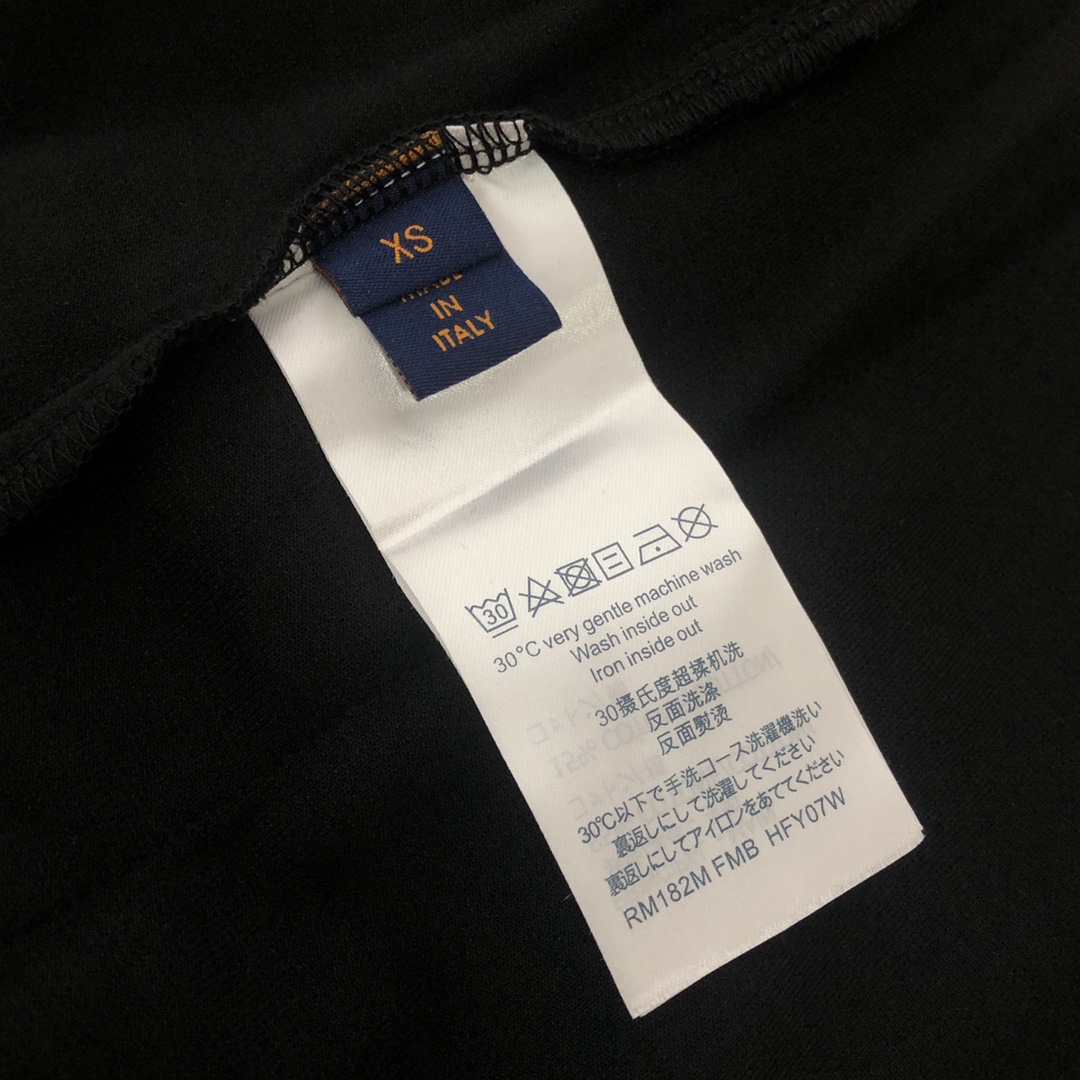 XS
MADE
IN
ITALY
30
30°C very gentle machine wash
Wash inside out
Iron inside out
30摄氏度超揉机洗
反面洗涤
反面熨烫
30℃以下で手洗コース洗濯機洗い
裏返しにして洗濯してください
裏返しにしてアイロンをあててください
RM182M FMB HFY07W